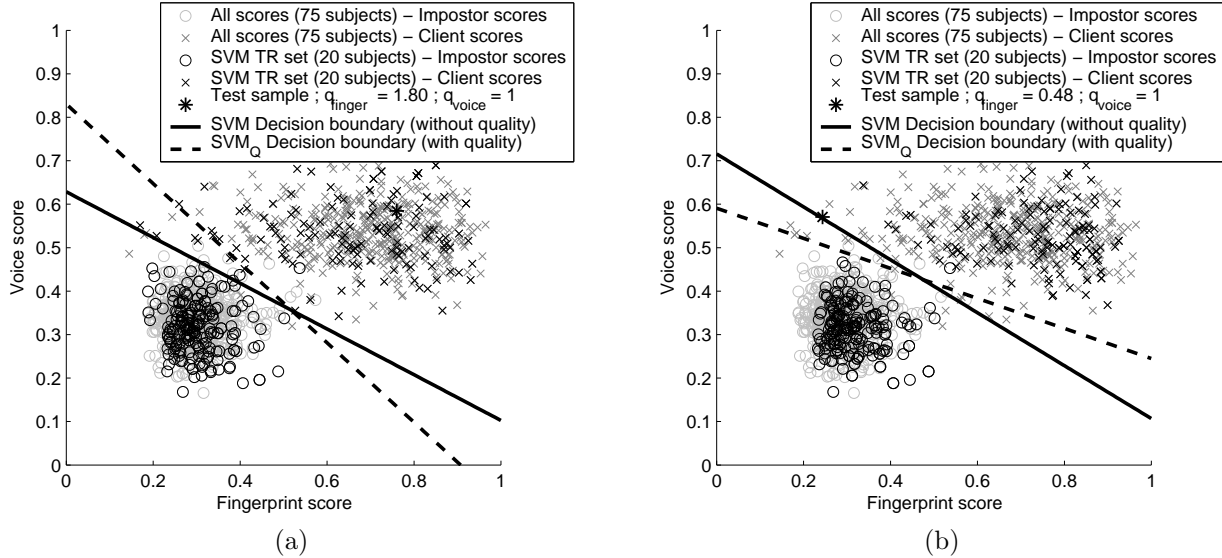 All scores (75 subjects) – Impostor scores
All scores (75 subjects) – Client scores
SVM TR set (20 subjects) – Impostor scores
SVM TR set (20 subjects) – Client scores
Test sample ; q_finger = 1.80 ; q_voice = 1
SVM Decision boundary (without quality)
SVM_Q Decision boundary (with quality)
1
0.9
0.8
0.7
0.6
0.5
0.4
0.3
0.2
0.1
0
Voice score
0 0.2 0.4 0.6 0.8 1
Fingerprint score
(a)
All scores (75 subjects) – Impostor scores
All scores (75 subjects) – Client scores
SVM TR set (20 subjects) – Impostor scores
SVM TR set (20 subjects) – Client scores
Test sample ; q_finger = 0.48 ; q_voice = 1
SVM Decision boundary (without quality)
SVM_Q Decision boundary (with quality)
1
0.9
0.8
0.7
0.6
0.5
0.4
0.3
0.2
0.1
0
Voice score
0 0.2 0.4 0.6 0.8 1
Fingerprint score
(b)